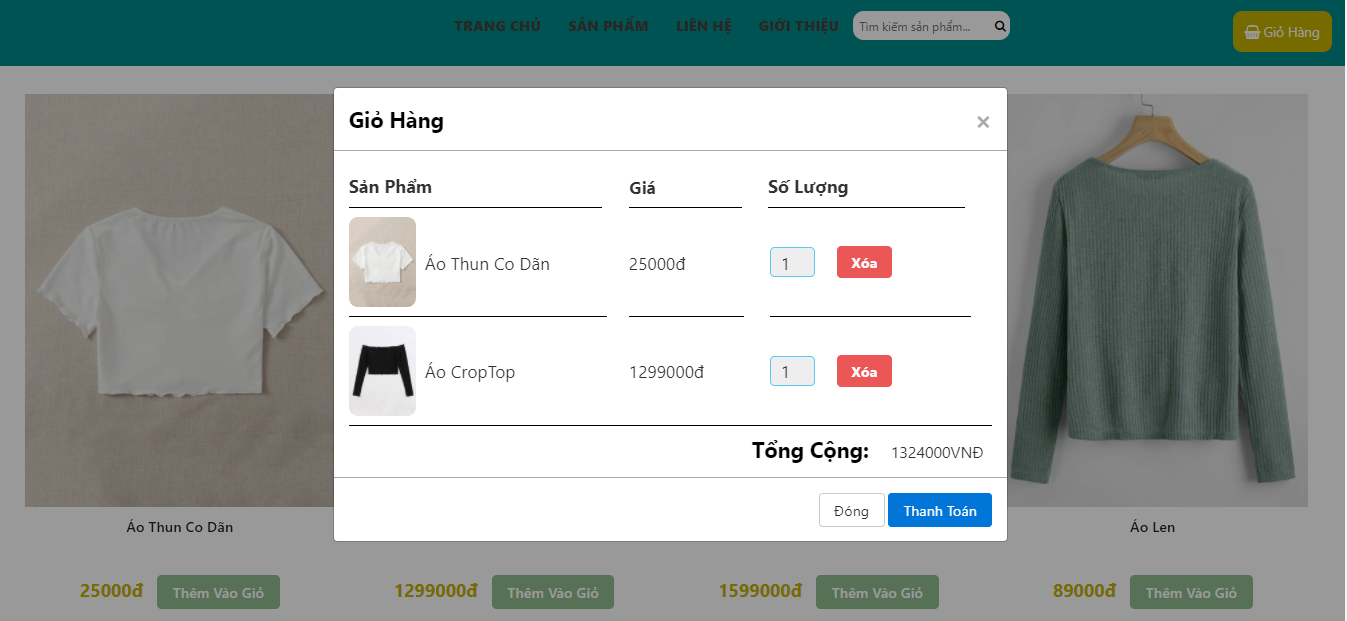 TRANG CHỦ SẢN PHẨM LIÊN HỆ GIỚI THIỆU Tìm kiếm sản phẩm... Giỏ Hàng
Giỏ Hàng ×
Sản Phẩm Giá Số Lượng
Áo Thun Co Dãn 25000đ 1 Xóa
Áo CropTop 1299000đ 1 Xóa
Tổng Cộng: 1324000VNĐ
Đóng Thanh Toán
Áo Thun Co Dãn Áo Len
25000đ Thêm Vào Giỏ 1299000đ Thêm Vào Giỏ 1599000đ Thêm Vào Giỏ 89000đ Thêm Vào Giỏ